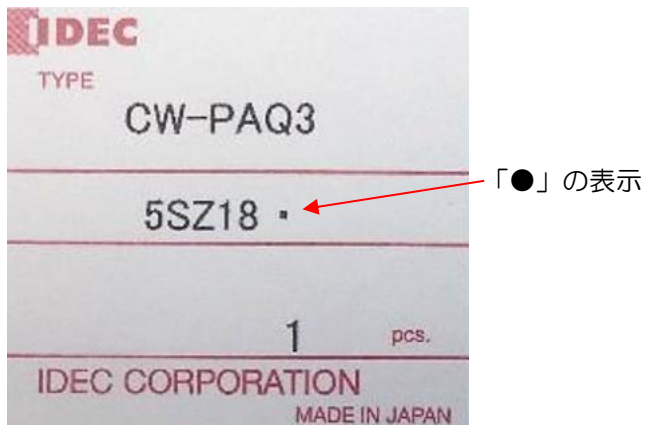 IDEC
TYPE
CW-PAQ3
5SZ18 ・
「●」の表示
1 pcs.
IDEC CORPORATION
MADE IN JAPAN